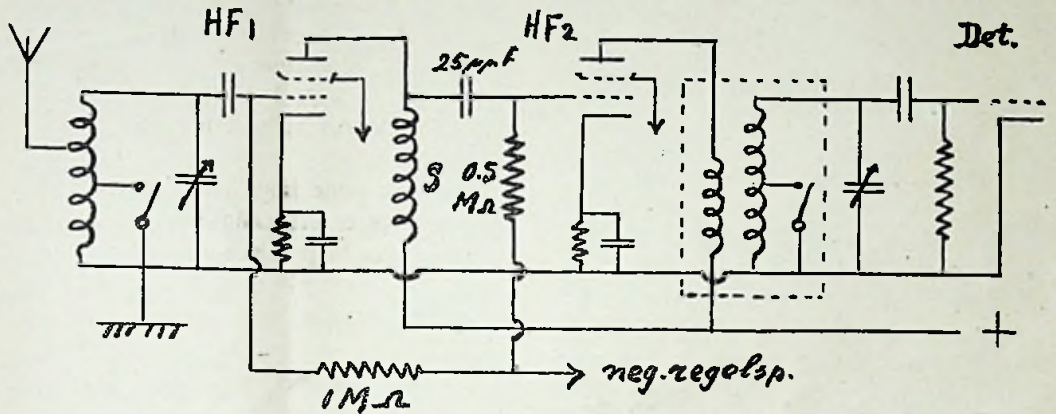 HF1
HF2
Det.
25μμF
S
0.5
MΩ
+
neg. regelsp.
1MΩ